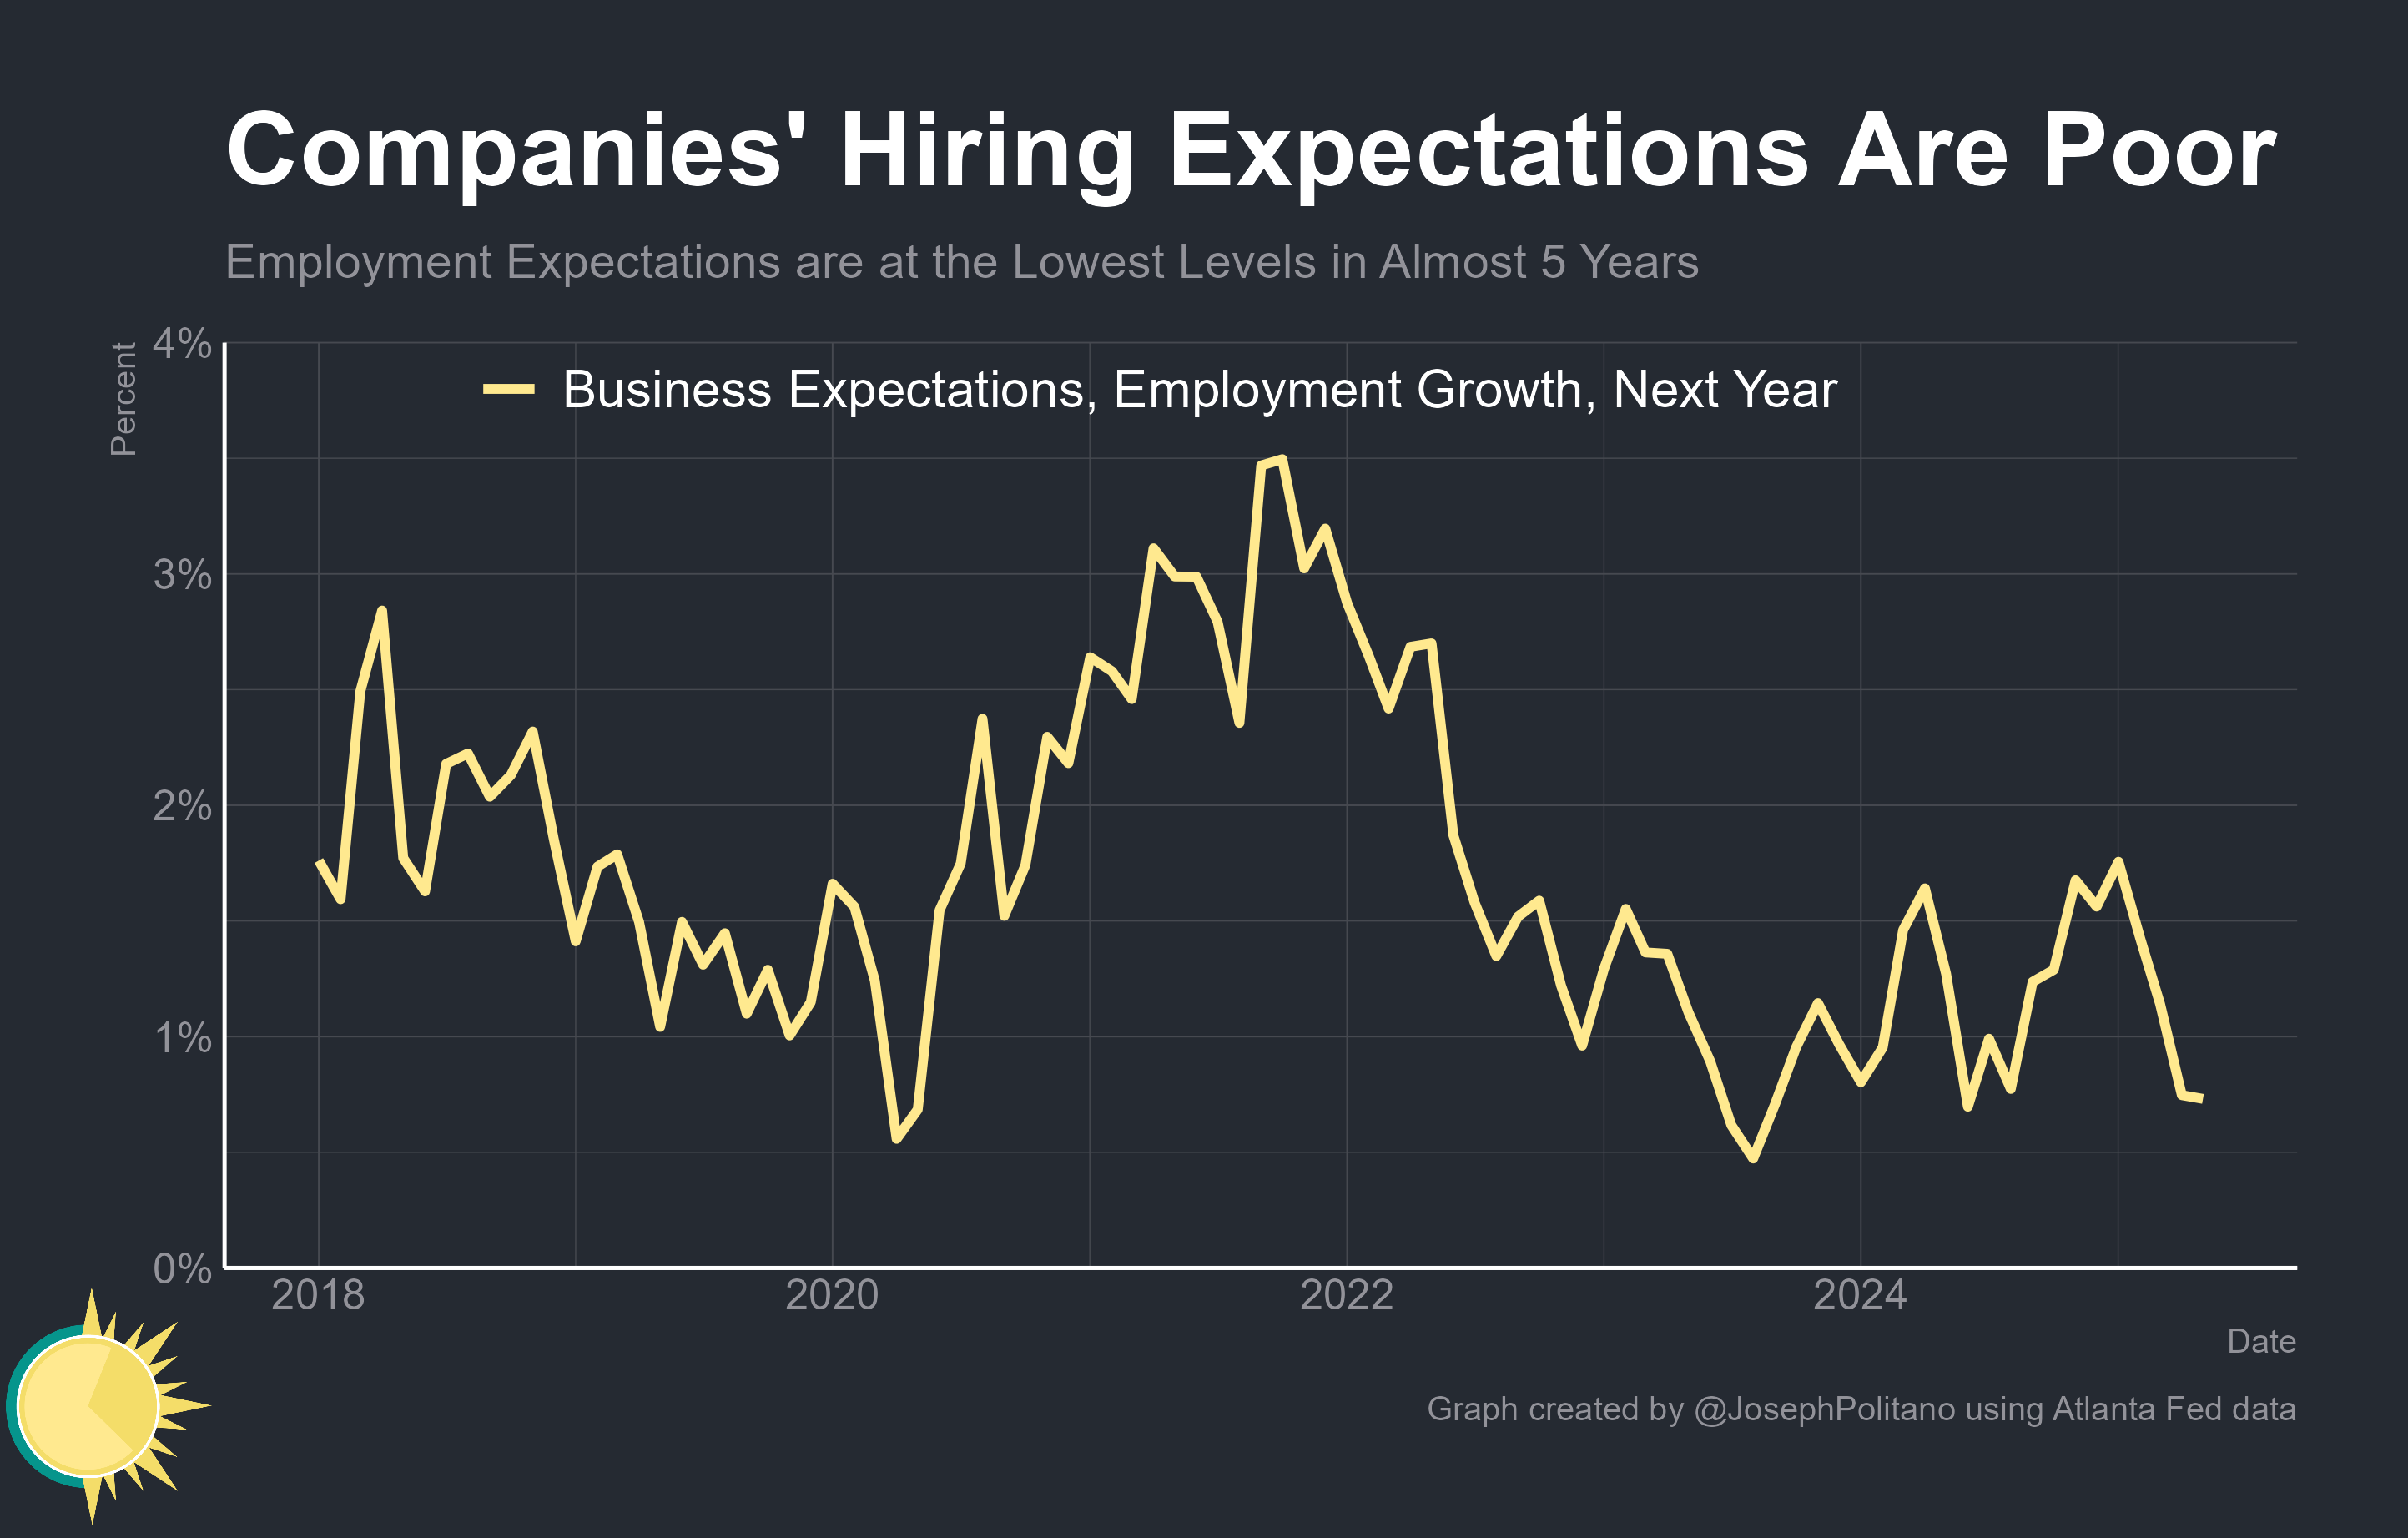 Companies' Hiring Expectations Are Poor
Employment Expectations are at the Lowest Levels in Almost 5 Years
Percent
4%
Business Expectations, Employment Growth, Next Year
3%
2%
1%
0%
2018 2020 2022 2024
Date
Graph created by @JosephPolitano using Atlanta Fed data